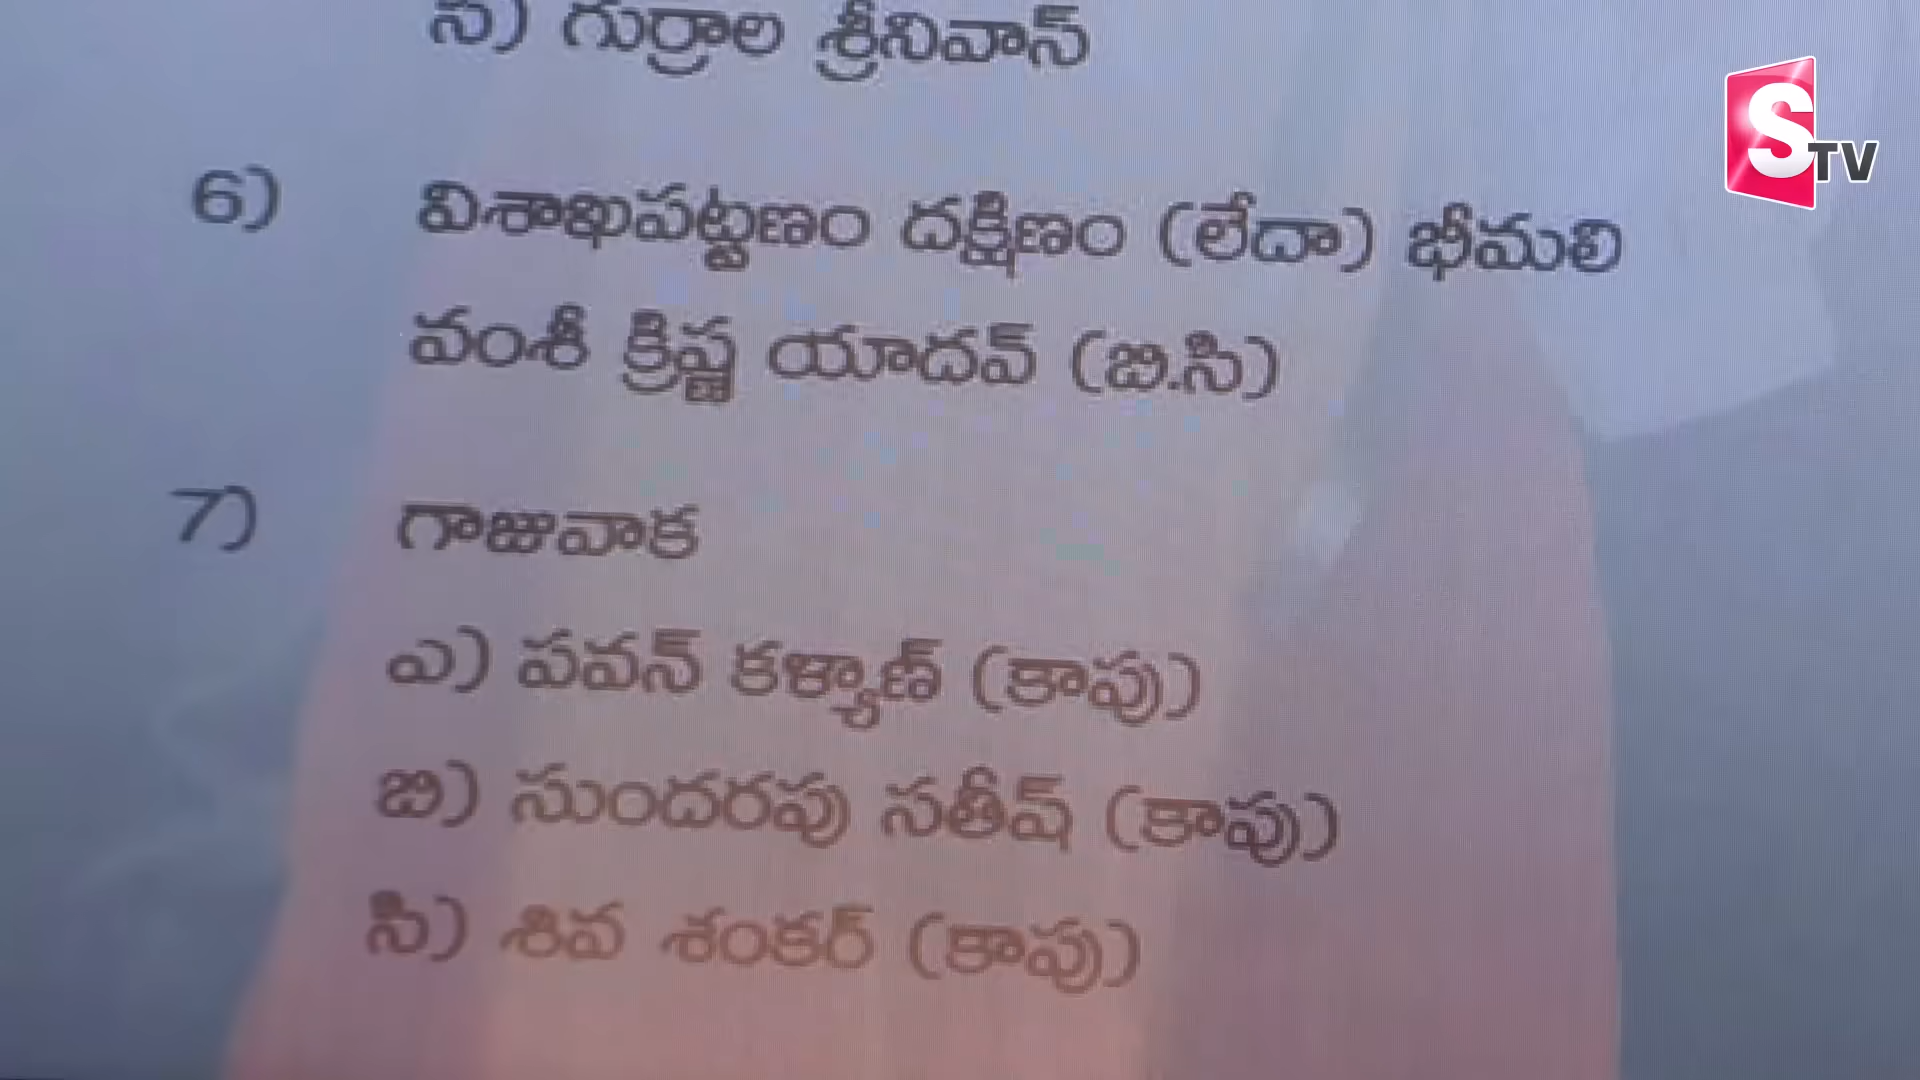 సి) గుర్రాల శ్రీనివాస్
STV
6) విశాఖపట్టణం దక్షిణం (లేదా) భీమిలి
వంశీ క్రిష్ణ యాదవ్ (బి.సి)
7) గాజువాక
ఎ) పవన్ కళ్యాణ్ (కాపు)
బి) సుందరపు సతీష్ (కాపు)
సి) శివ శంకర్ (కాపు)